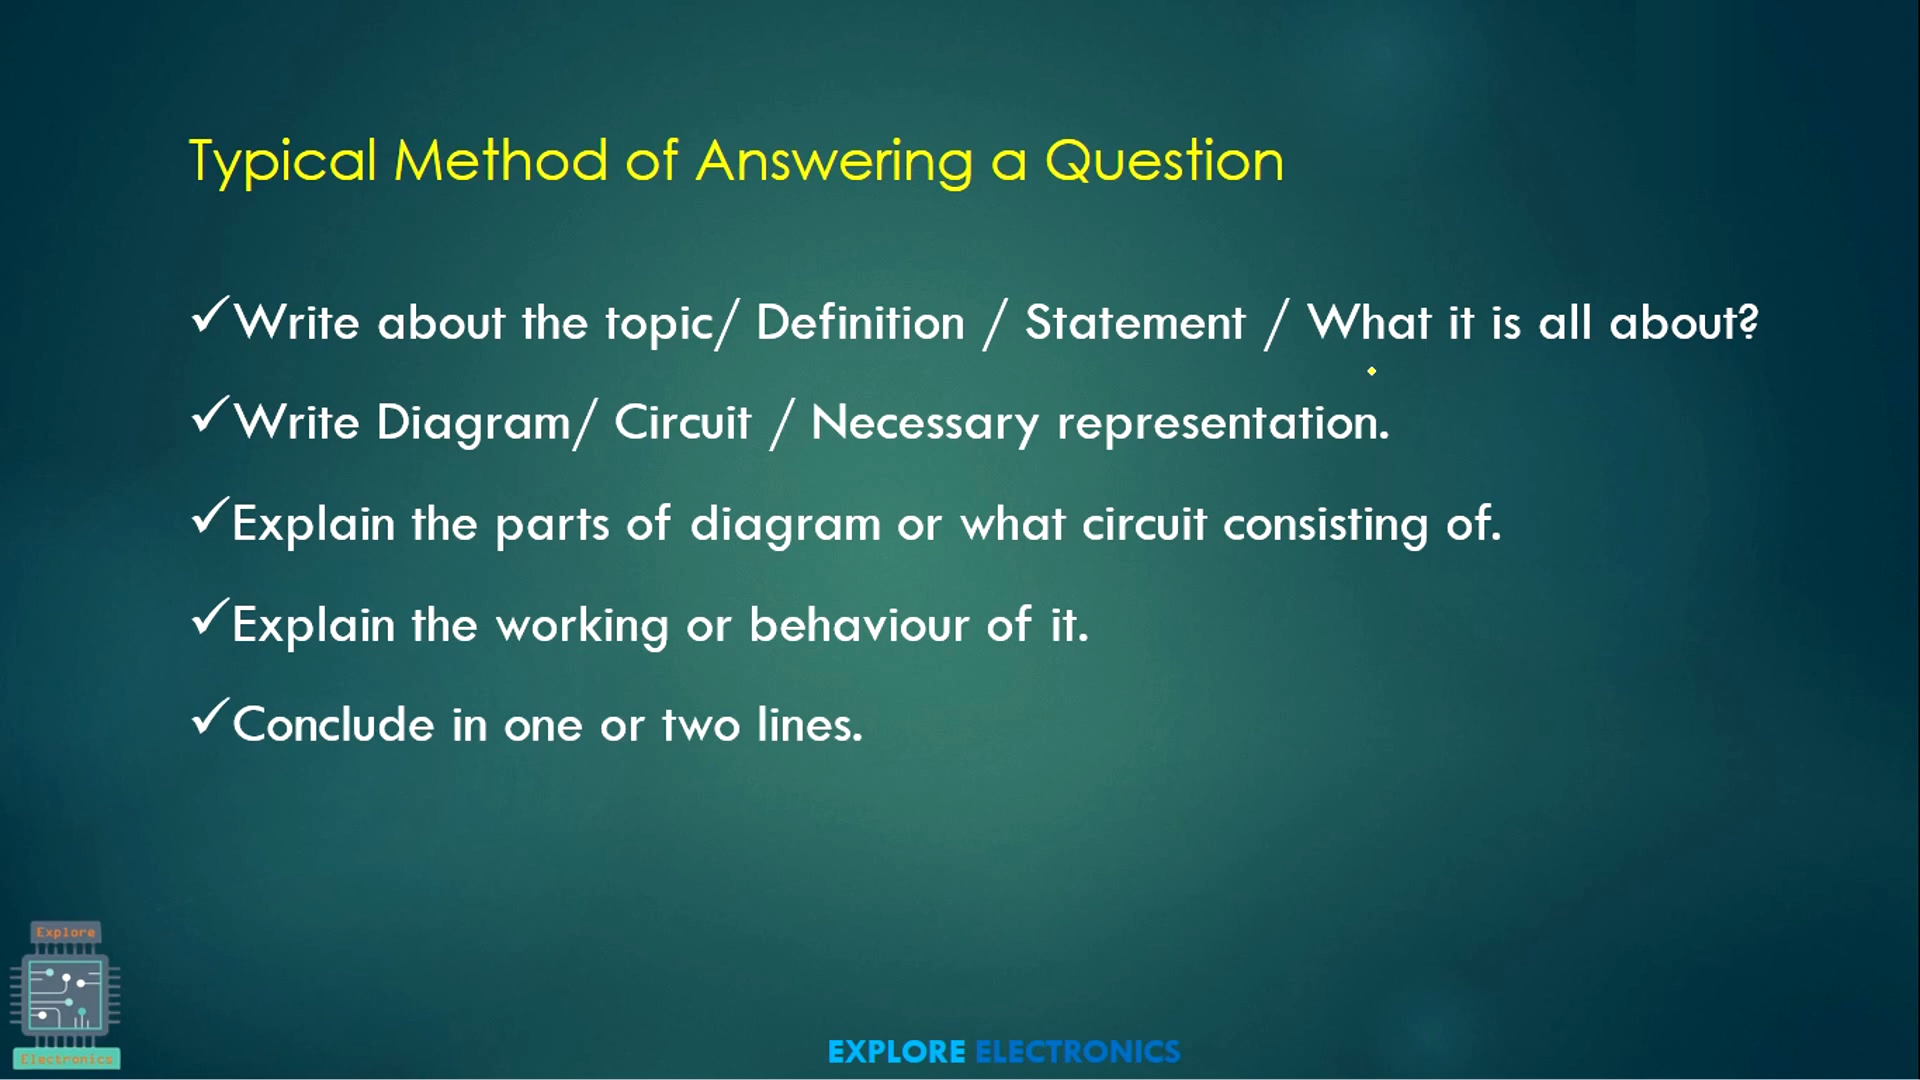 Typical Method of Answering a Question
✓Write about the topic/ Definition / Statement / What it is all about?
✓Write Diagram/ Circuit / Necessary representation.
✓Explain the parts of diagram or what circuit consisting of.
✓Explain the working or behaviour of it.
✓Conclude in one or two lines.
Explore
Electronics
EXPLORE ELECTRONICS